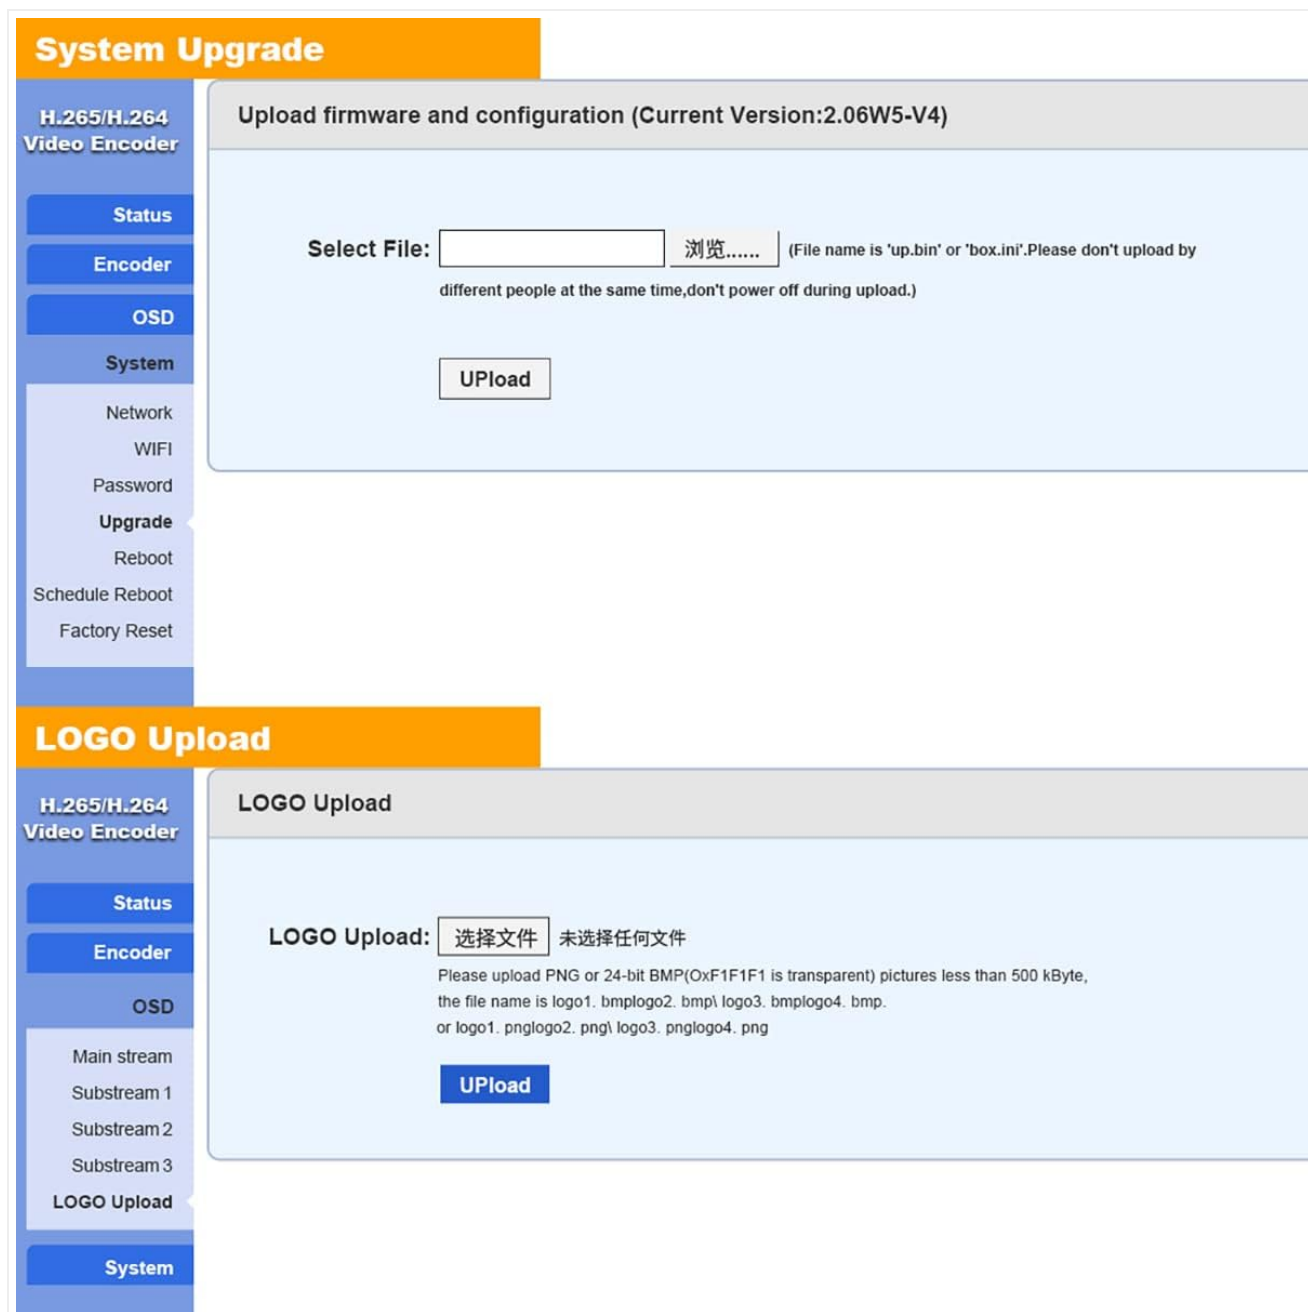 System Upgrade
H.265/H.264
Video Encoder
Status
Encoder
OSD
System
Network
WIFI
Password
Upgrade
Reboot
Schedule Reboot
Factory Reset
Upload firmware and configuration (Current Version:2.06W5-V4)
Select File: 浏览...... (File name is 'up.bin' or 'box.ini'.Please don't upload by
different people at the same time,don't power off during upload.)
UPload
LOGO Upload
H.265/H.264
Video Encoder
Status
Encoder
OSD
Main stream
Substream 1
Substream 2
Substream 3
LOGO Upload
System
LOGO Upload
LOGO Upload: 选择文件 未选择任何文件
Please upload PNG or 24-bit BMP(OxF1F1F1 is transparent) pictures less than 500 kByte,
the file name is logo1. bmplogo2. bmp\ logo3. bmplogo4. bmp.
or logo1. pnglogo2. png\ logo3. pnglogo4. png
UPload